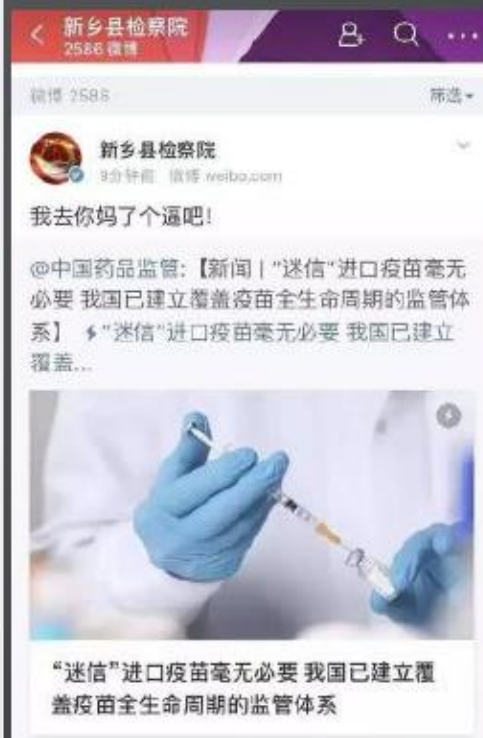 新乡县检察院
2586 微博
微博 2586
筛选
新乡县检察院
9分钟前 微博 weibo.com
我去你妈了个逼吧！
@中国药品监管:【新闻丨“迷信”进口疫苗毫无
必要 我国已建立覆盖疫苗全生命周期的监管体
系】 “迷信”进口疫苗毫无必要 我国已建立
覆盖...
“迷信”进口疫苗毫无必要 我国已建立覆
盖疫苗全生命周期的监管体系